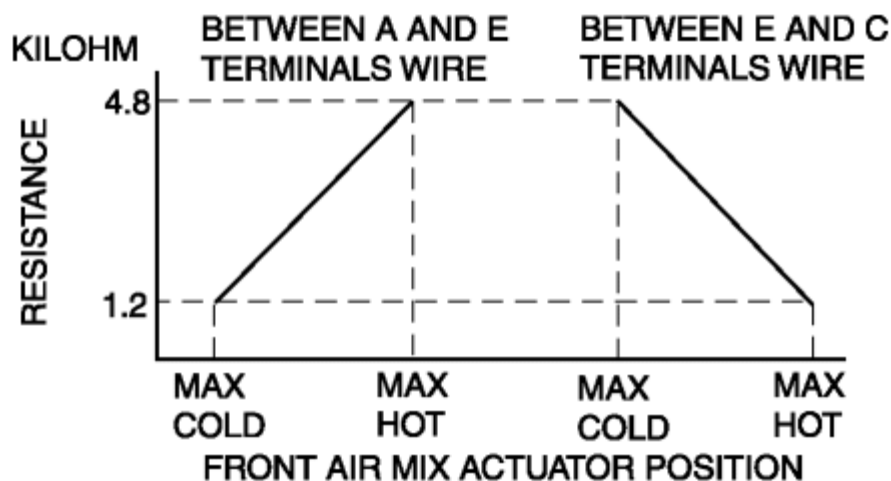 KILOHM
BETWEEN A AND E
TERMINALS WIRE
BETWEEN E AND C
TERMINALS WIRE
RESISTANCE
4.8
1.2
MAX
COLD
MAX
HOT
MAX
COLD
MAX
HOT
FRONT AIR MIX ACTUATOR POSITION